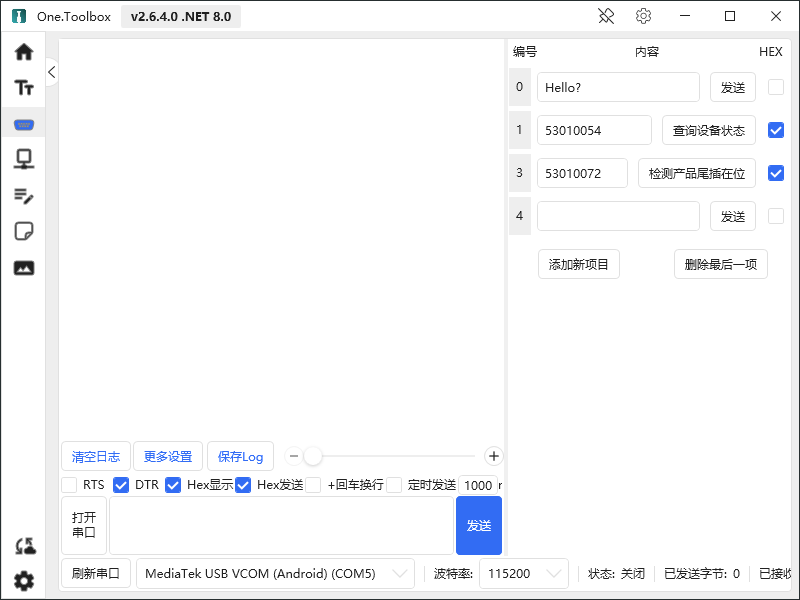 One.Toolbox v2.6.4.0 .NET 8.0
编号 内容 HEX
0 Hello? 发送
1 53010054 查询设备状态
3 53010072 检测产品尾插在位
4 发送
添加新项目 删除最后一项
清空日志 更多设置 保存Log
RTS DTR Hex显示 Hex发送 +回车换行 定时发送 1000
打开
串口
发送
刷新串口 MediaTek USB VCOM (Android) (COM5) 波特率: 115200 状态: 关闭 已发送字节: 0 已接收